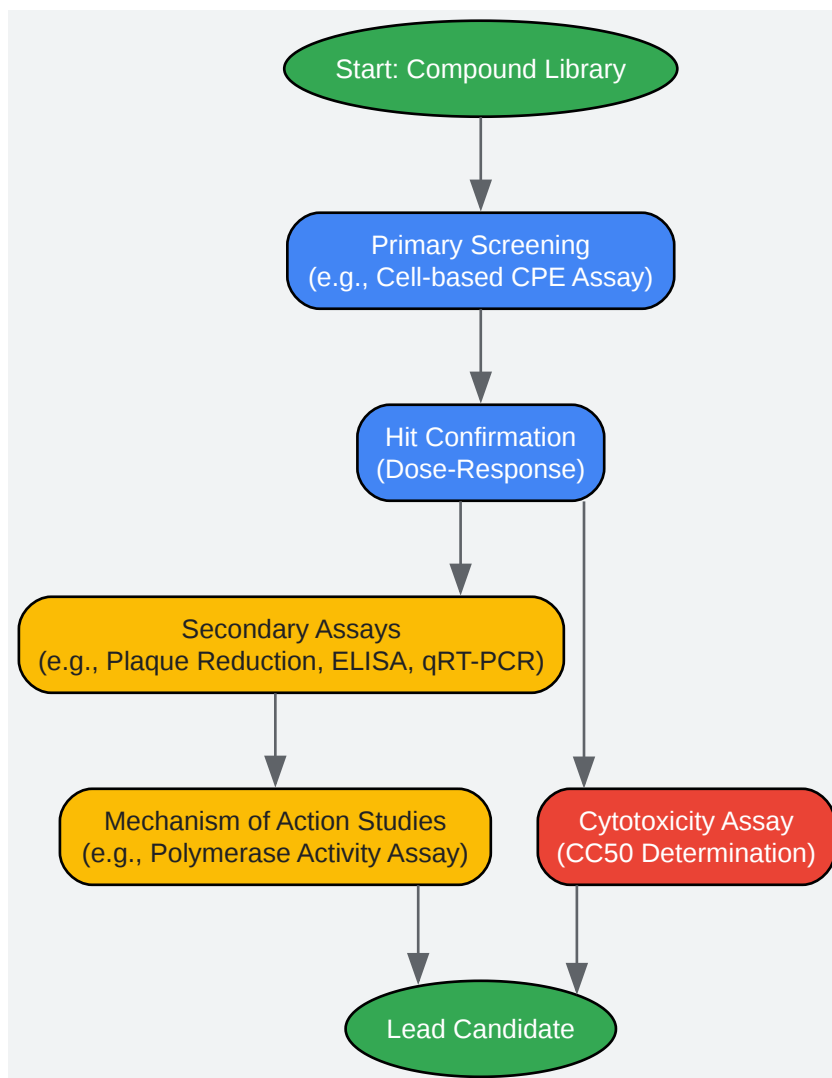 Start: Compound Library
Primary Screening
(e.g., Cell-based CPE Assay)
Hit Confirmation
(Dose-Response)
Secondary Assays
(e.g., Plaque Reduction, ELISA, qRT-PCR)
Mechanism of Action Studies
(e.g., Polymerase Activity Assay)
Cytotoxicity Assay
(CC50 Determination)
Lead Candidate